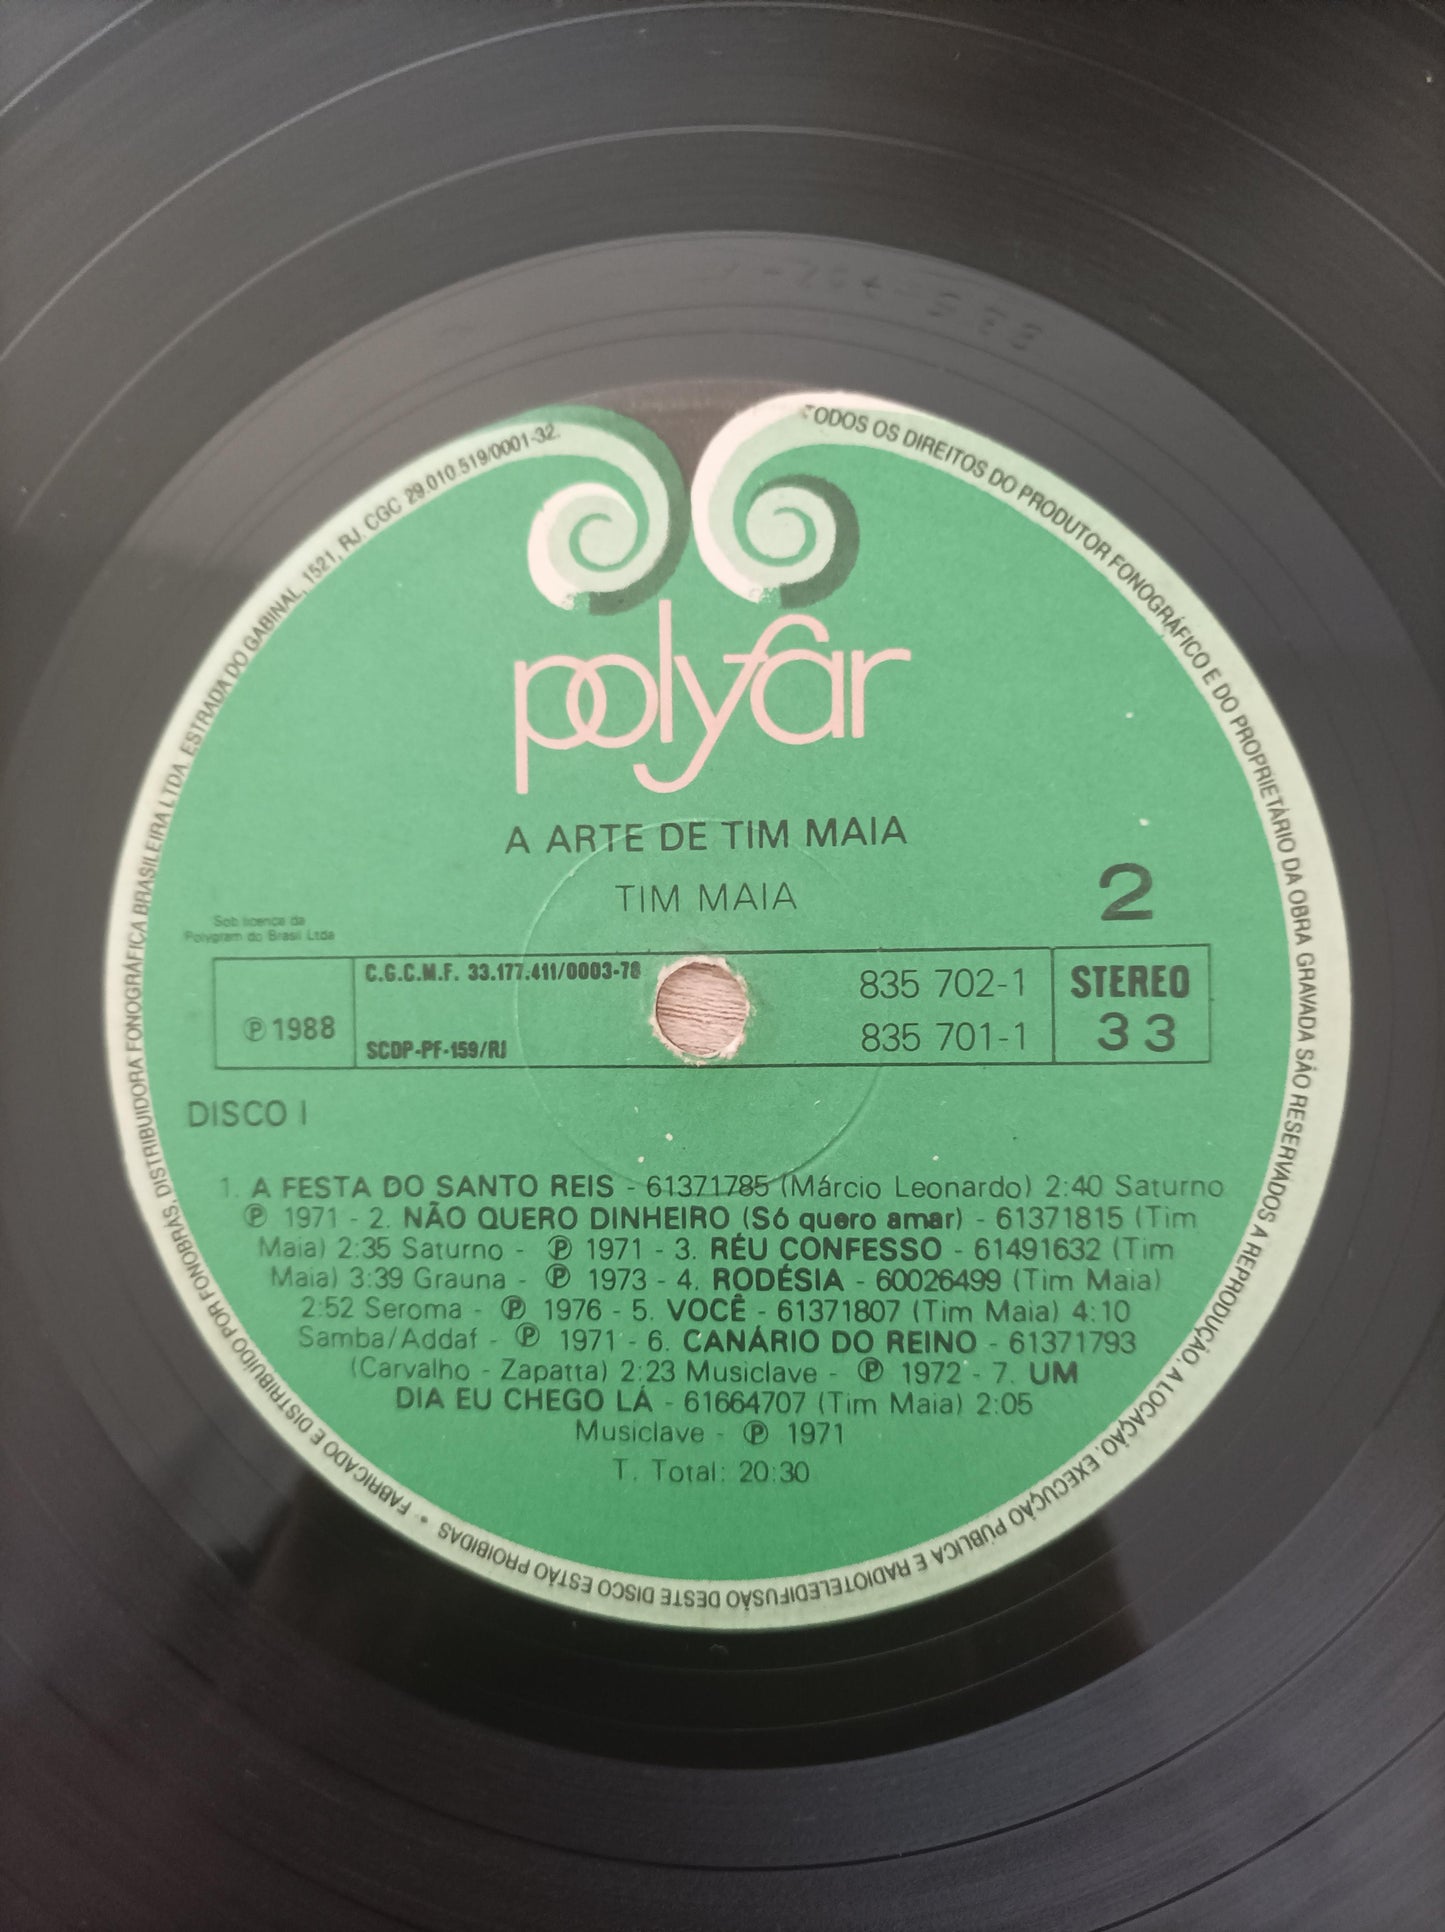 polyfar
A ARTE DE TIM MAIA
TIM MAIA
2
Sob licença da
Polygram do Brasil Ltda
C.G.C.M.F. 33.177.411/0003-78
835 702-1
STEREO
℗ 1988
SCDP-PF-159/RJ
835 701-1
33
DISCO I
1. A FESTA DO SANTO REIS - 61371785 (Márcio Leonardo) 2:40 Saturno
℗ 1971 - 2. NÃO QUERO DINHEIRO (Só quero amar) - 61371815 (Tim
Maia) 2:35 Saturno - ℗ 1971 - 3. RÉU CONFESSO - 61491632 (Tim
Maia) 3:39 Grauna - ℗ 1973 - 4. RODÉSIA - 60026499 (Tim Maia)
2:52 Seroma - ℗ 1976 - 5. VOCÊ - 61371807 (Tim Maia) 4:10
Samba/Addaf - ℗ 1971 - 6. CANÁRIO DO REINO - 61371793
(Carvalho - Zapatta) 2:23 Musiclave - ℗ 1972 - 7. UM
DIA EU CHEGO LÁ - 61664707 (Tim Maia) 2:05
Musiclave - ℗ 1971
T. Total: 20:30
TODOS OS DIREITOS DO PRODUTOR FONOGRÁFICO E DO PROPRIETÁRIO DA OBRA GRAVADA SÃO RESERVADOS. A REPRODUÇÃO, A LOCAÇÃO, EXECUÇÃO PÚBLICA E RADIOTELEDIFUSÃO DESTE DISCO ESTÃO PROIBIDAS • FABRICADO E DISTRIBUÍDO POR FONOBRÁS, DISTRIBUIDORA FONOGRÁFICA BRASILEIRA LTDA. ESTRADA DO GABINAL, 1521, RJ. CGC 29.010.519/0001-32.